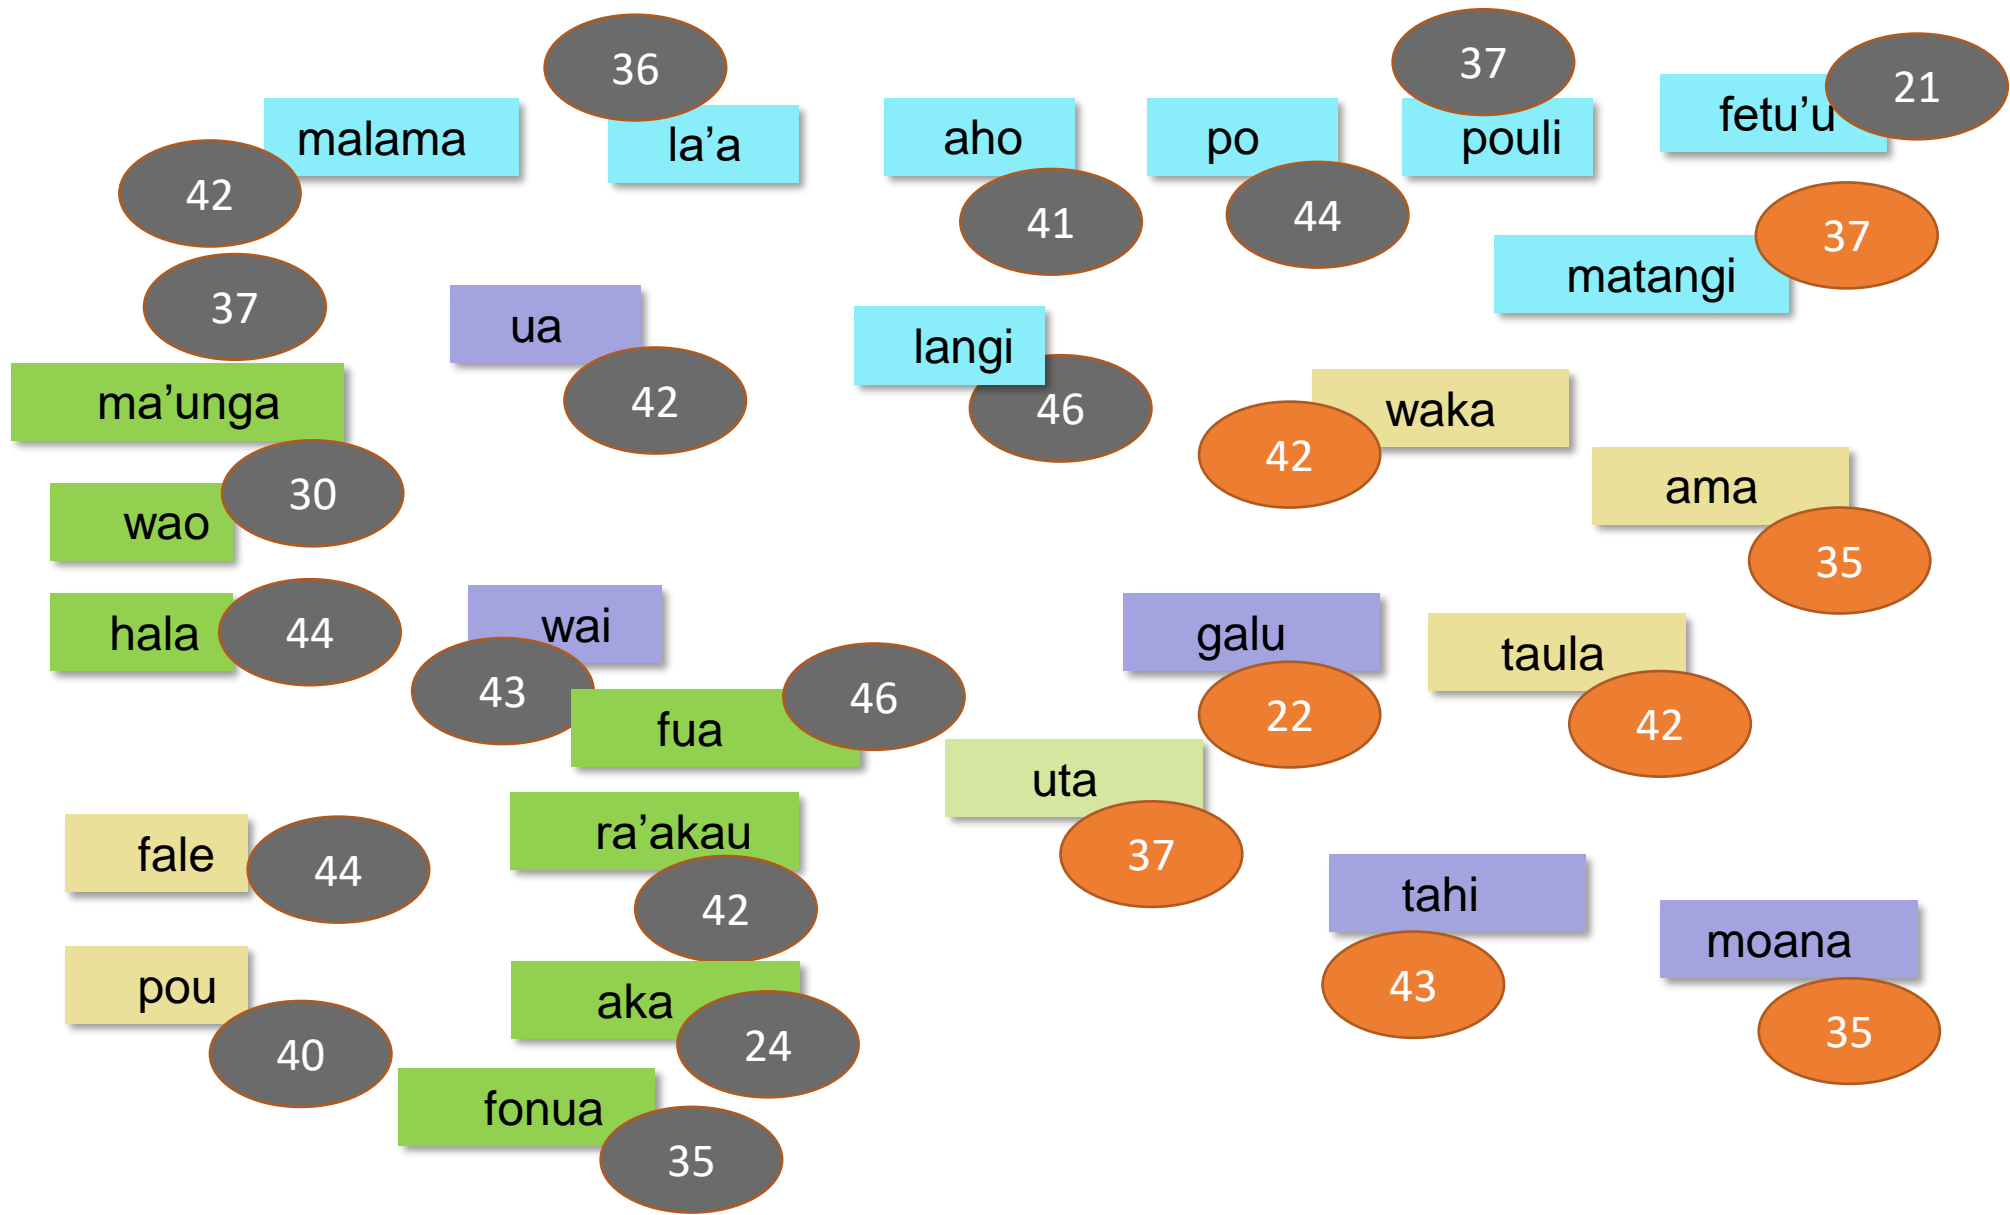 36
37
21
malama
la’a
aho
po
pouli
fetu’u
42
41
44
37
matangi
37
ua
langi
42
46
ma’unga
waka
42
30
wao
ama
35
hala
44
wai
galu
taula
43
46
22
42
fua
uta
37
fale
44
ra’akau
42
tahi
43
moana
35
pou
40
aka
24
fonua
35